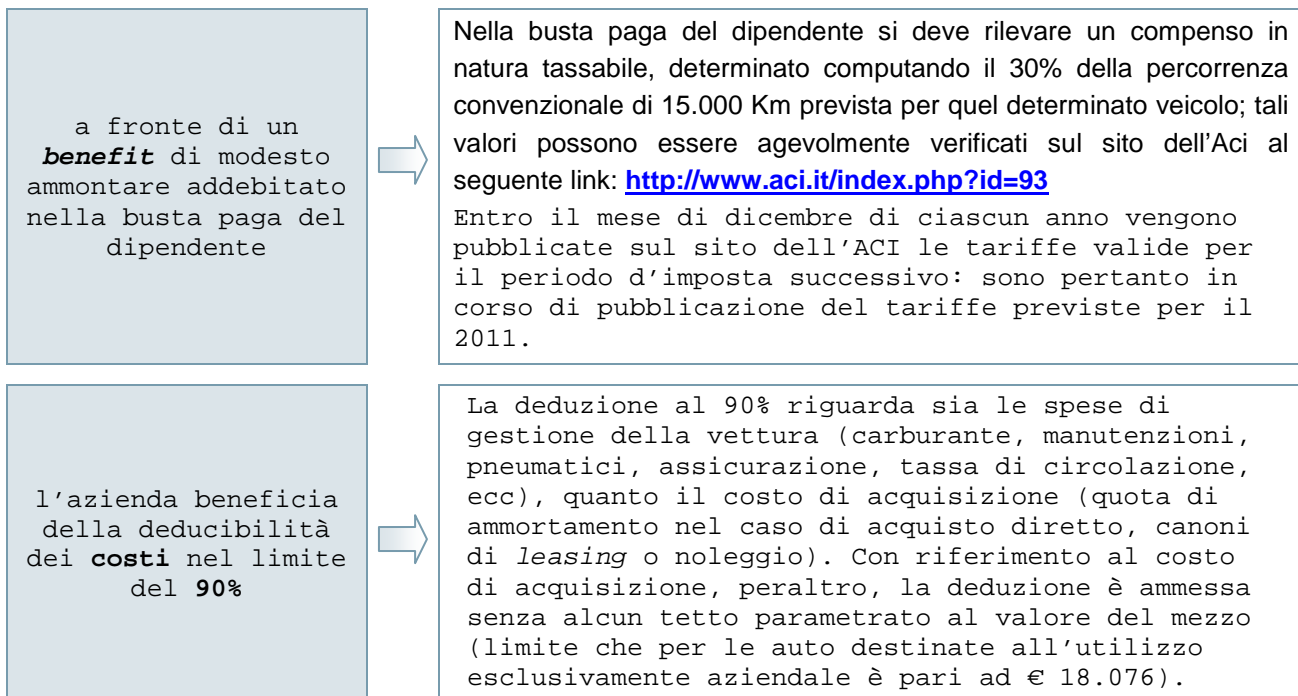 a fronte di un
benefit di modesto
ammontare addebitato
nella busta paga del
dipendente
Nella busta paga del dipendente si deve rilevare un compenso in
natura tassabile, determinato computando il 30% della percorrenza
convenzionale di 15.000 Km prevista per quel determinato veicolo; tali
valori possono essere agevolmente verificati sul sito dell'Aci al
seguente link: http://www.aci.it/index.php?id=93
Entro il mese di dicembre di ciascun anno vengono
pubblicate sul sito dell'ACI le tariffe valide per
il periodo d'imposta successivo: sono pertanto in
corso di pubblicazione del tariffe previste per il
2011.
l'azienda beneficia
della deducibilità
dei costi nel limite
del 90%
La deduzione al 90% riguarda sia le spese di
gestione della vettura (carburante, manutenzioni,
pneumatici, assicurazione, tassa di circolazione,
ecc), quanto il costo di acquisizione (quota di
ammortamento nel caso di acquisto diretto, canoni
di leasing o noleggio). Con riferimento al costo
di acquisizione, peraltro, la deduzione è ammessa
senza alcun tetto parametrato al valore del mezzo
(limite che per le auto destinate all'utilizzo
esclusivamente aziendale è pari ad € 18.076).